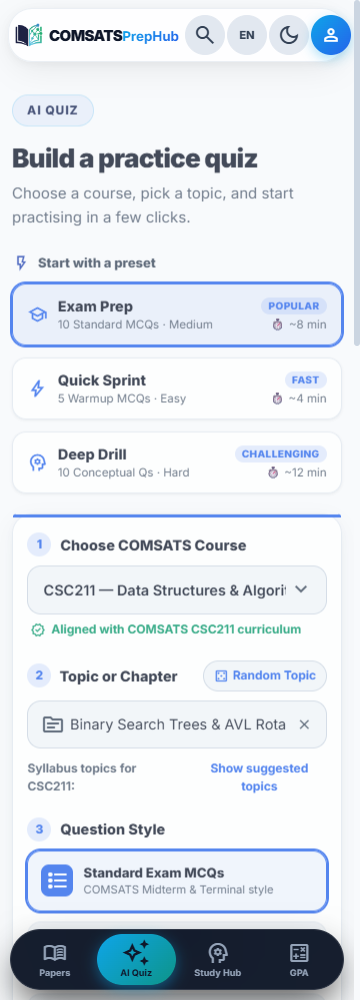 COMSATSPrepHub EN
AI QUIZ
Build a practice quiz
Choose a course, pick a topic, and start
practising in a few clicks.
Start with a preset
Exam Prep POPULAR
10 Standard MCQs · Medium ~8 min
Quick Sprint FAST
5 Warmup MCQs · Easy ~4 min
Deep Drill CHALLENGING
10 Conceptual Qs · Hard ~12 min
1 Choose COMSATS Course
CSC211 — Data Structures & Algorit
Aligned with COMSATS CSC211 curriculum
2 Topic or Chapter Random Topic
Binary Search Trees & AVL Rota
Syllabus topics for Show suggested
CSC211: topics
3 Question Style
Standard Exam MCQs
COMSATS Midterm & Terminal style
Papers AI Quiz Study Hub GPA